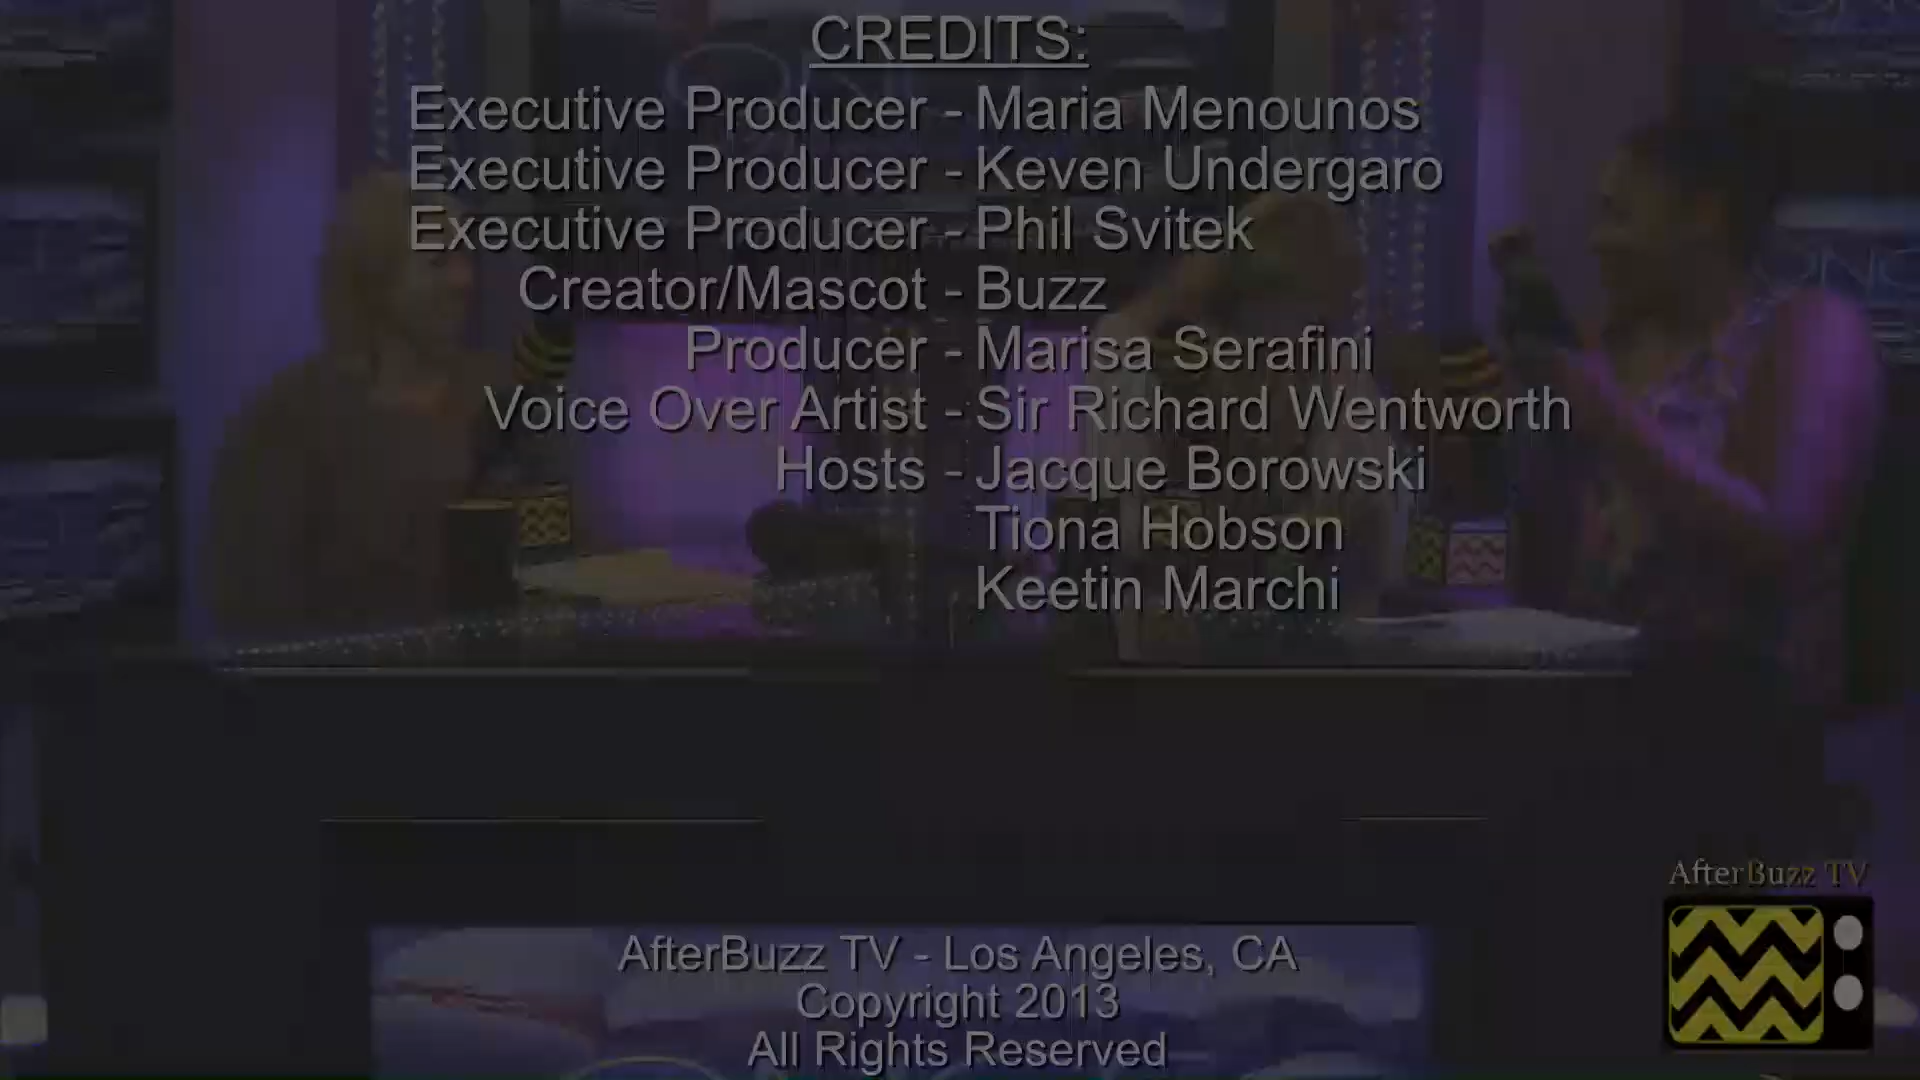 CREDITS:
Executive Producer - Maria Menounos
Executive Producer - Keven Undergaro
Executive Producer - Phil Svitek
Creator/Mascot - Buzz
Producer - Marisa Serafini
Voice Over Artist - Sir Richard Wentworth
Hosts - Jacque Borowski
Tiona Hobson
Keetin Marchi
AfterBuzz TV
AfterBuzz TV - Los Angeles, CA
Copyright 2013
All Rights Reserved